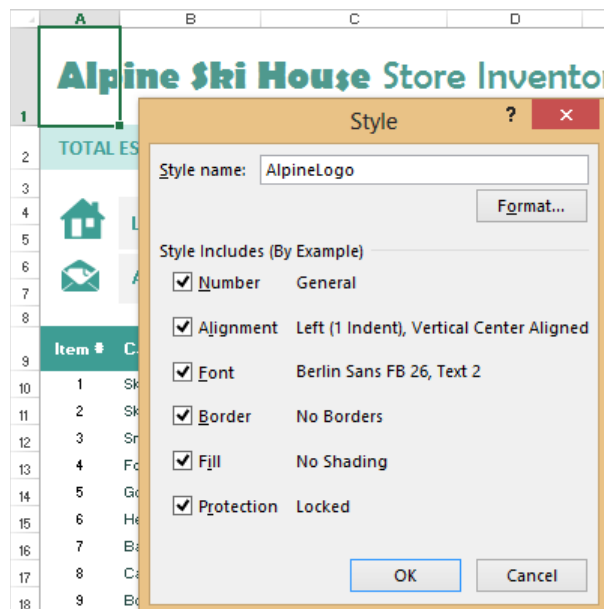 A B C D
1 Alpine Ski House Store Invento
Style ? ×
2 TOTAL ES
Style name: AlpineLogo
3
Format...
4
5 L
Style Includes (By Example)
6
Number General
7 A
8
Alignment Left (1 Indent), Vertical Center Aligned
9 Item # C
Font Berlin Sans FB 26, Text 2
10 1 Sk
11 2 Sk
Border No Borders
12 3 Sn
13 4 Fo
Fill No Shading
14 5 Go
15 6 He
Protection Locked
16 7 Ba
17 8 Ca
OK Cancel
18 9 Bo